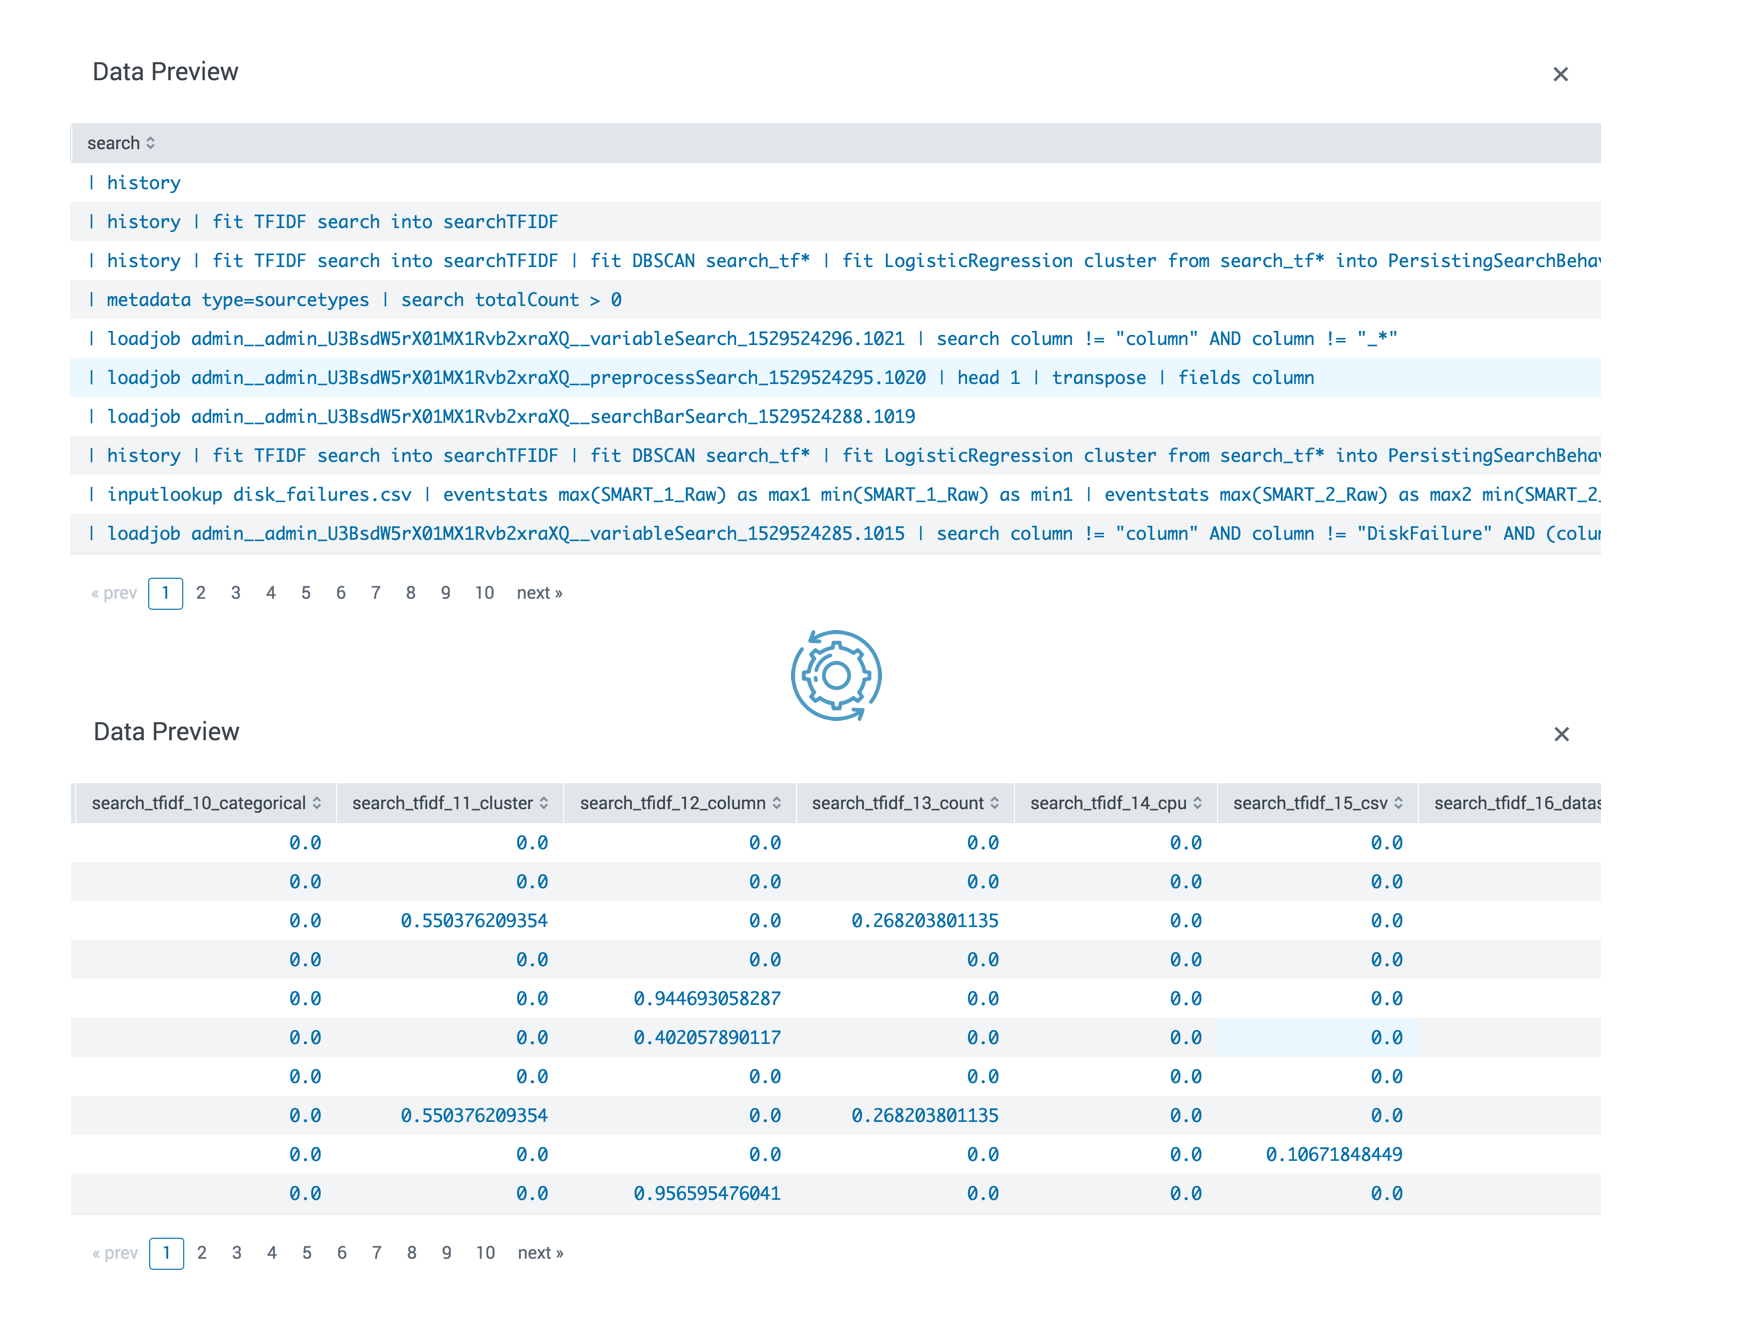 Data Preview
search
| history
| history | fit TFIDF search into searchTFIDF
| history | fit TFIDF search into searchTFIDF | fit DBSCAN search_tf* | fit LogisticRegression cluster from search_tf* into PersistingSearchBehav
| metadata type=sourcetypes | search totalCount > 0
| loadjob admin__admin_U3BsdW5rX01MX1Rvb2xraXQ__variableSearch_1529524296.1021 | search column != "column" AND column != "_*"
| loadjob admin__admin_U3BsdW5rX01MX1Rvb2xraXQ__preprocessSearch_1529524295.1020 | head 1 | transpose | fields column
| loadjob admin__admin_U3BsdW5rX01MX1Rvb2xraXQ__searchBarSearch_1529524288.1019
| history | fit TFIDF search into searchTFIDF | fit DBSCAN search_tf* | fit LogisticRegression cluster from search_tf* into PersistingSearchBehav
| inputlookup disk_failures.csv | eventstats max(SMART_1_Raw) as max1 min(SMART_1_Raw) as min1 | eventstats max(SMART_2_Raw) as max2 min(SMART_2_
| loadjob admin__admin_U3BsdW5rX01MX1Rvb2xraXQ__variableSearch_1529524285.1015 | search column != "column" AND column != "DiskFailure" AND (colum
« prev 1 2 3 4 5 6 7 8 9 10 next »
Data Preview
search_tfidf_10_categorical search_tfidf_11_cluster search_tfidf_12_column search_tfidf_13_count search_tfidf_14_cpu search_tfidf_15_csv search_tfidf_16_datas
0.0 0.0 0.0 0.0 0.0 0.0
0.0 0.0 0.0 0.0 0.0 0.0
0.0 0.550376209354 0.0 0.268203801135 0.0 0.0
0.0 0.0 0.0 0.0 0.0 0.0
0.0 0.0 0.944693058287 0.0 0.0 0.0
0.0 0.0 0.402057890117 0.0 0.0 0.0
0.0 0.0 0.0 0.0 0.0 0.0
0.0 0.550376209354 0.0 0.268203801135 0.0 0.0
0.0 0.0 0.0 0.0 0.0 0.10671848449
0.0 0.0 0.956595476041 0.0 0.0 0.0
« prev 1 2 3 4 5 6 7 8 9 10 next »